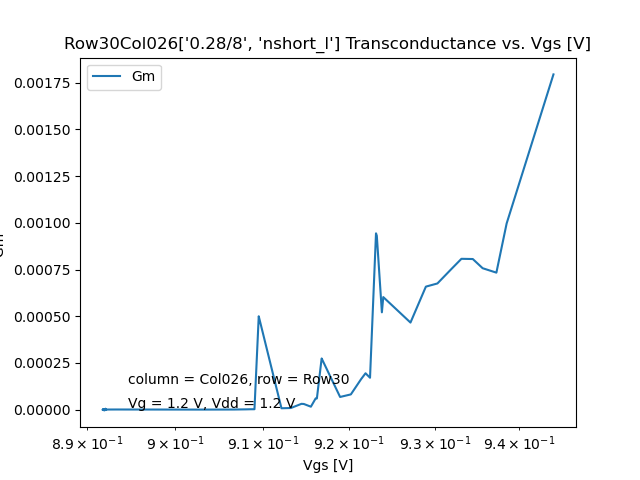 Row30Col026['0.28/8', 'nshort_l'] Transconductance vs. Vgs [V]
Gm
0.00175
0.00150
0.00125
0.00100
0.00075
0.00050
0.00025
0.00000
Gm
column = Col026, row = Row30
Vg = 1.2 V, Vdd = 1.2 V
8.9 × 10⁻¹ 9 × 10⁻¹ 9.1 × 10⁻¹ 9.2 × 10⁻¹ 9.3 × 10⁻¹ 9.4 × 10⁻¹
Vgs [V]